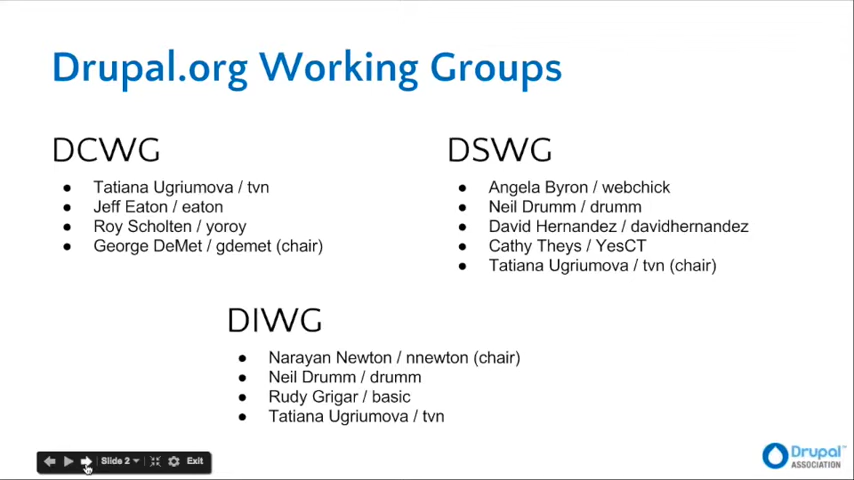 Drupal.org Working Groups
DCWG
• Tatiana Ugriumova / tvn
• Jeff Eaton / eaton
• Roy Scholten / yoroy
• George DeMet / gdemet (chair)
DSWG
• Angela Byron / webchick
• Neil Drumm / drumm
• David Hernandez / davidhernandez
• Cathy Theys / YesCT
• Tatiana Ugriumova / tvn (chair)
DIWG
• Narayan Newton / nnewton (chair)
• Neil Drumm / drumm
• Rudy Grigar / basic
• Tatiana Ugriumova / tvn
Slide 2
Exit
Drupal™
ASSOCIATION